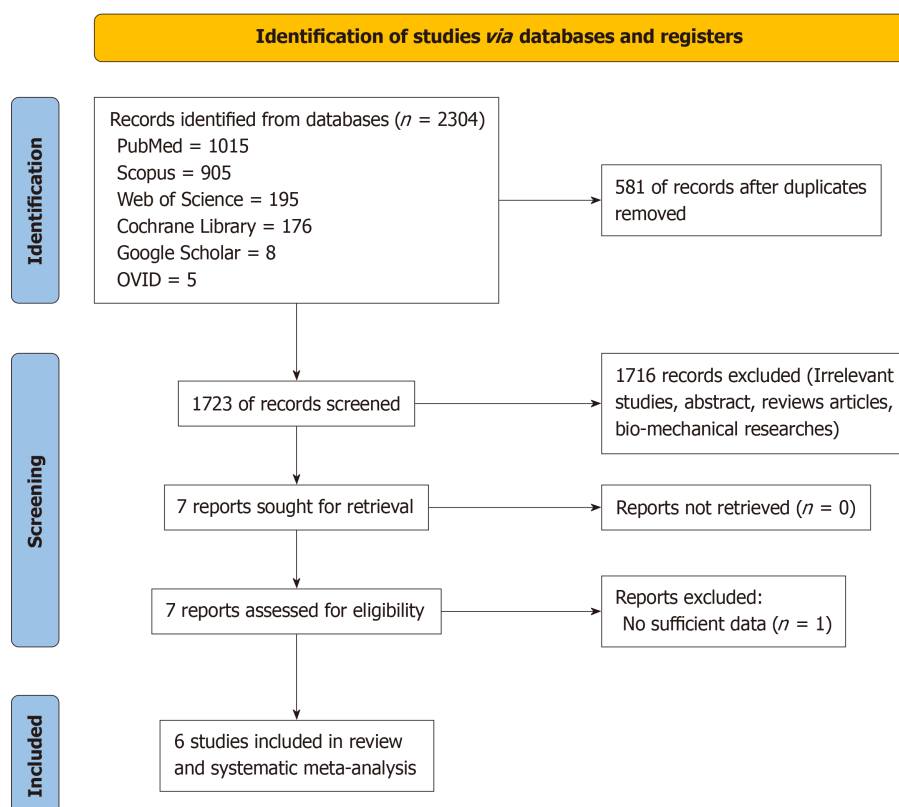 Identification of studies via databases and registers
Identification
Records identified from databases (n = 2304)
PubMed = 1015
Scopus = 905
Web of Science = 195
Cochrane Library = 176
Google Scholar = 8
OVID = 5
581 of records after duplicates
removed
Screening
1723 of records screened
1716 records excluded (Irrelevant
studies, abstract, reviews articles,
bio-mechanical researches)
7 reports sought for retrieval
Reports not retrieved (n = 0)
7 reports assessed for eligibility
Reports excluded:
No sufficient data (n = 1)
Included
6 studies included in review
and systematic meta-analysis